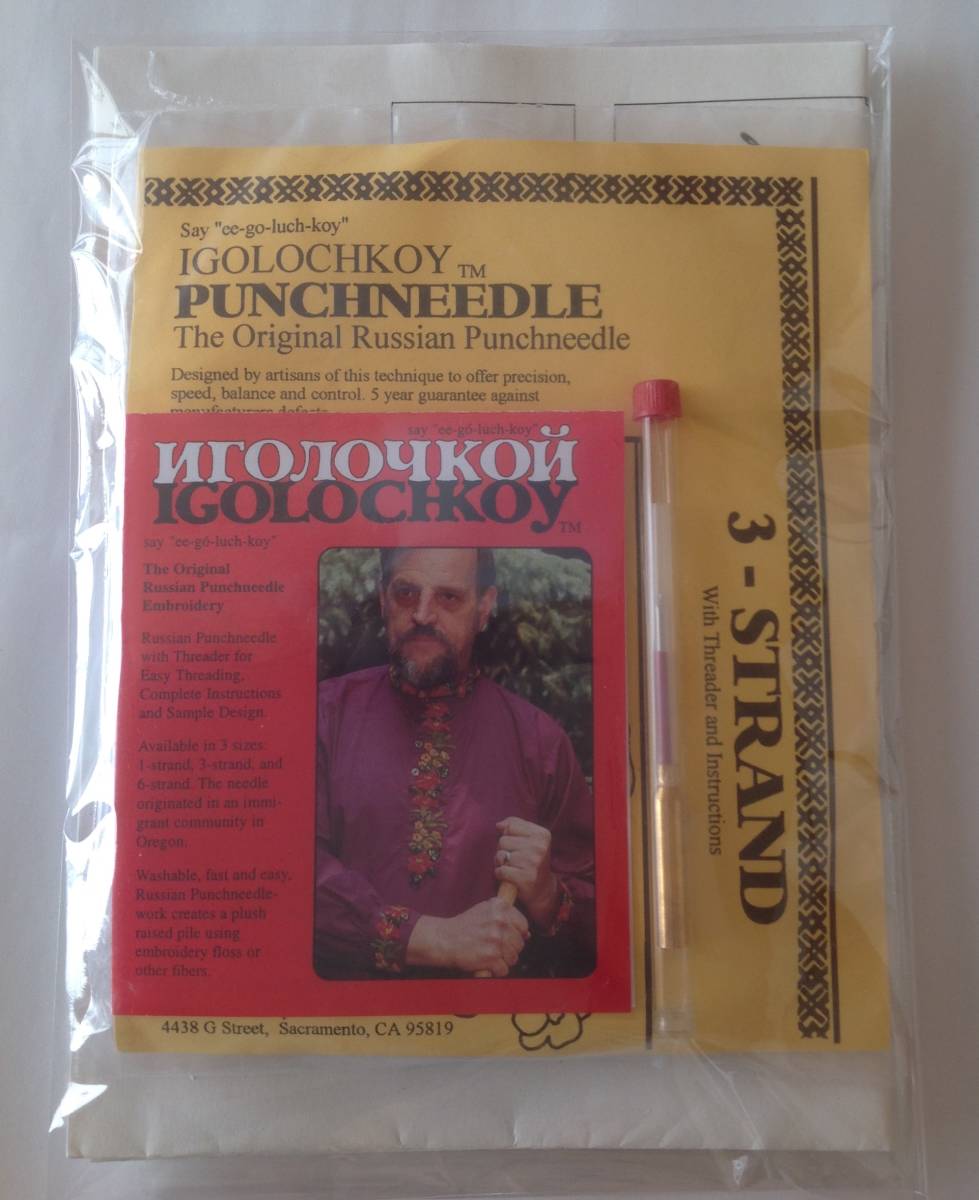 Say "ee-go-luch-koy"
IGOLOCHKOY TM
PUNCHNEEDLE
The Original Russian Punchneedle
Designed by artisans of this technique to offer precision,
speed, balance and control. 5 year guarantee against
manufacturers defects
say "ee-gó-luch-koy"
ИГОЛОЧКОЙ
IGOLOCHKOY TM
say "ee-gó-luch-koy"
The Original
Russian Punchneedle
Embroidery
Russian Punchneedle
with Threader for
Easy Threading,
Complete Instructions
and Sample Design.
Available in 3 sizes:
1-strand, 3-strand, and
6-strand. The needle
originated in an immi-
grant community in
Oregon.
Washable, fast and easy,
Russian Punchneedle-
work creates a plush
raised pile using
embroidery floss or
other fibers.
4438 G Street, Sacramento, CA 95819
3 - STRAND
With Threader and Instructions